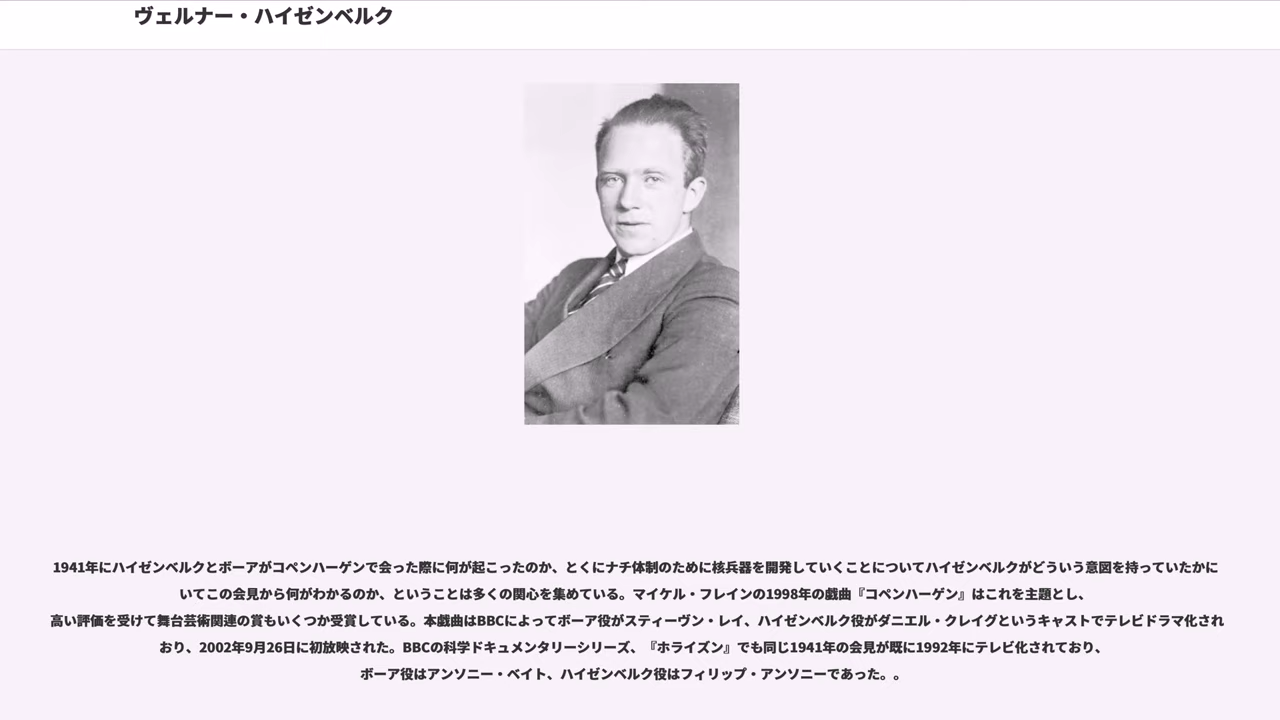 ヴェルナー・ハイゼンベルク
1941年にハイゼンベルクとボーアがコペンハーゲンで会った際に何が起こったのか、とくにナチ体制のために核兵器を開発していくことについてハイゼンベルクがどういう意図を持っていたかに
いてこの会見から何がわかるのか、ということは多くの関心を集めている。マイケル・フレインの1998年の戯曲『コペンハーゲン』はこれを主題とし、
高い評価を受けて舞台芸術関連の賞もいくつか受賞している。本戯曲はBBCによってボーア役がスティーヴン・レイ、ハイゼンベルク役がダニエル・クレイグというキャストでテレビドラマ化され
おり、2002年9月26日に初放映された。BBCの科学ドキュメンタリーシリーズ、『ホライズン』でも同じ1941年の会見が既に1992年にテレビ化されており、
ボーア役はアンソニー・ベイト、ハイゼンベルク役はフィリップ・アンソニーであった。。